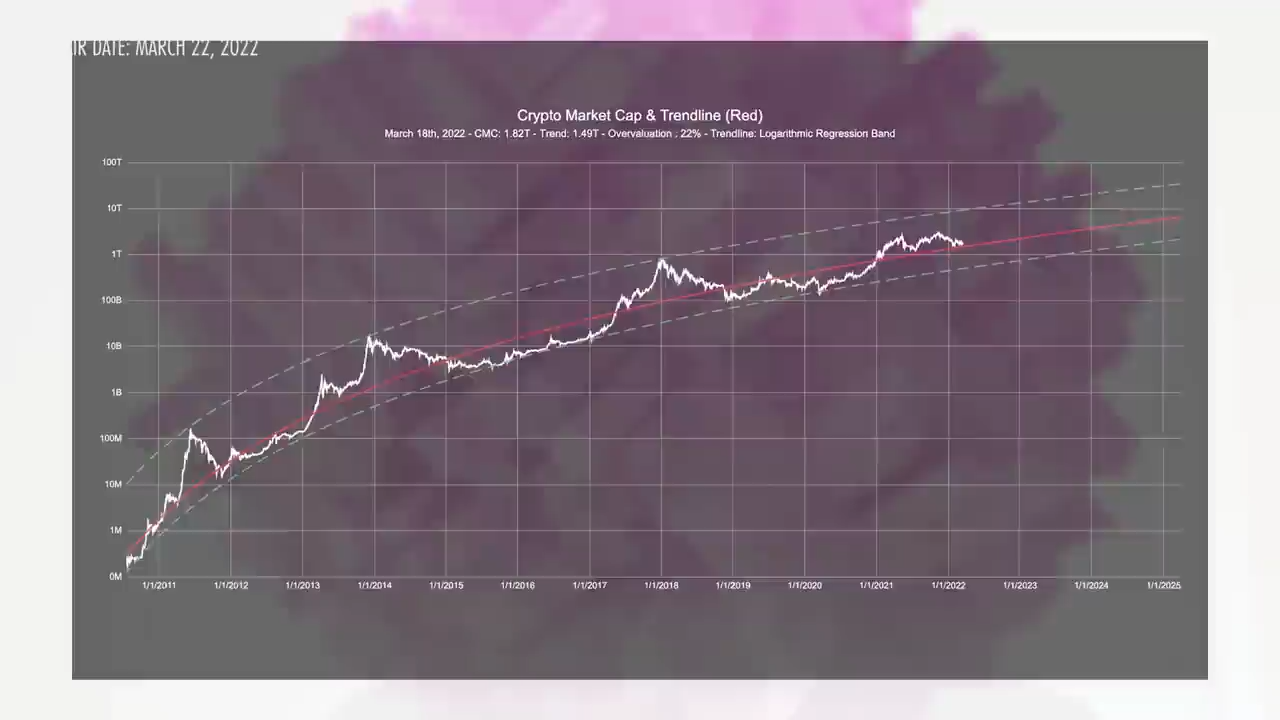 IR DATE: MARCH 22, 2022
Crypto Market Cap & Trendline (Red)
March 18th, 2022 - CMC: 1.82T - Trend: 1.49T - Overvaluation : 22% - Trendline: Logarithmic Regression Band
100T
10T
1T
100B
10B
1B
100M
10M
1M
0M
1/1/2011 1/1/2012 1/1/2013 1/1/2014 1/1/2015 1/1/2016 1/1/2017 1/1/2018 1/1/2019 1/1/2020 1/1/2021 1/1/2022 1/1/2023 1/1/2024 1/1/2025